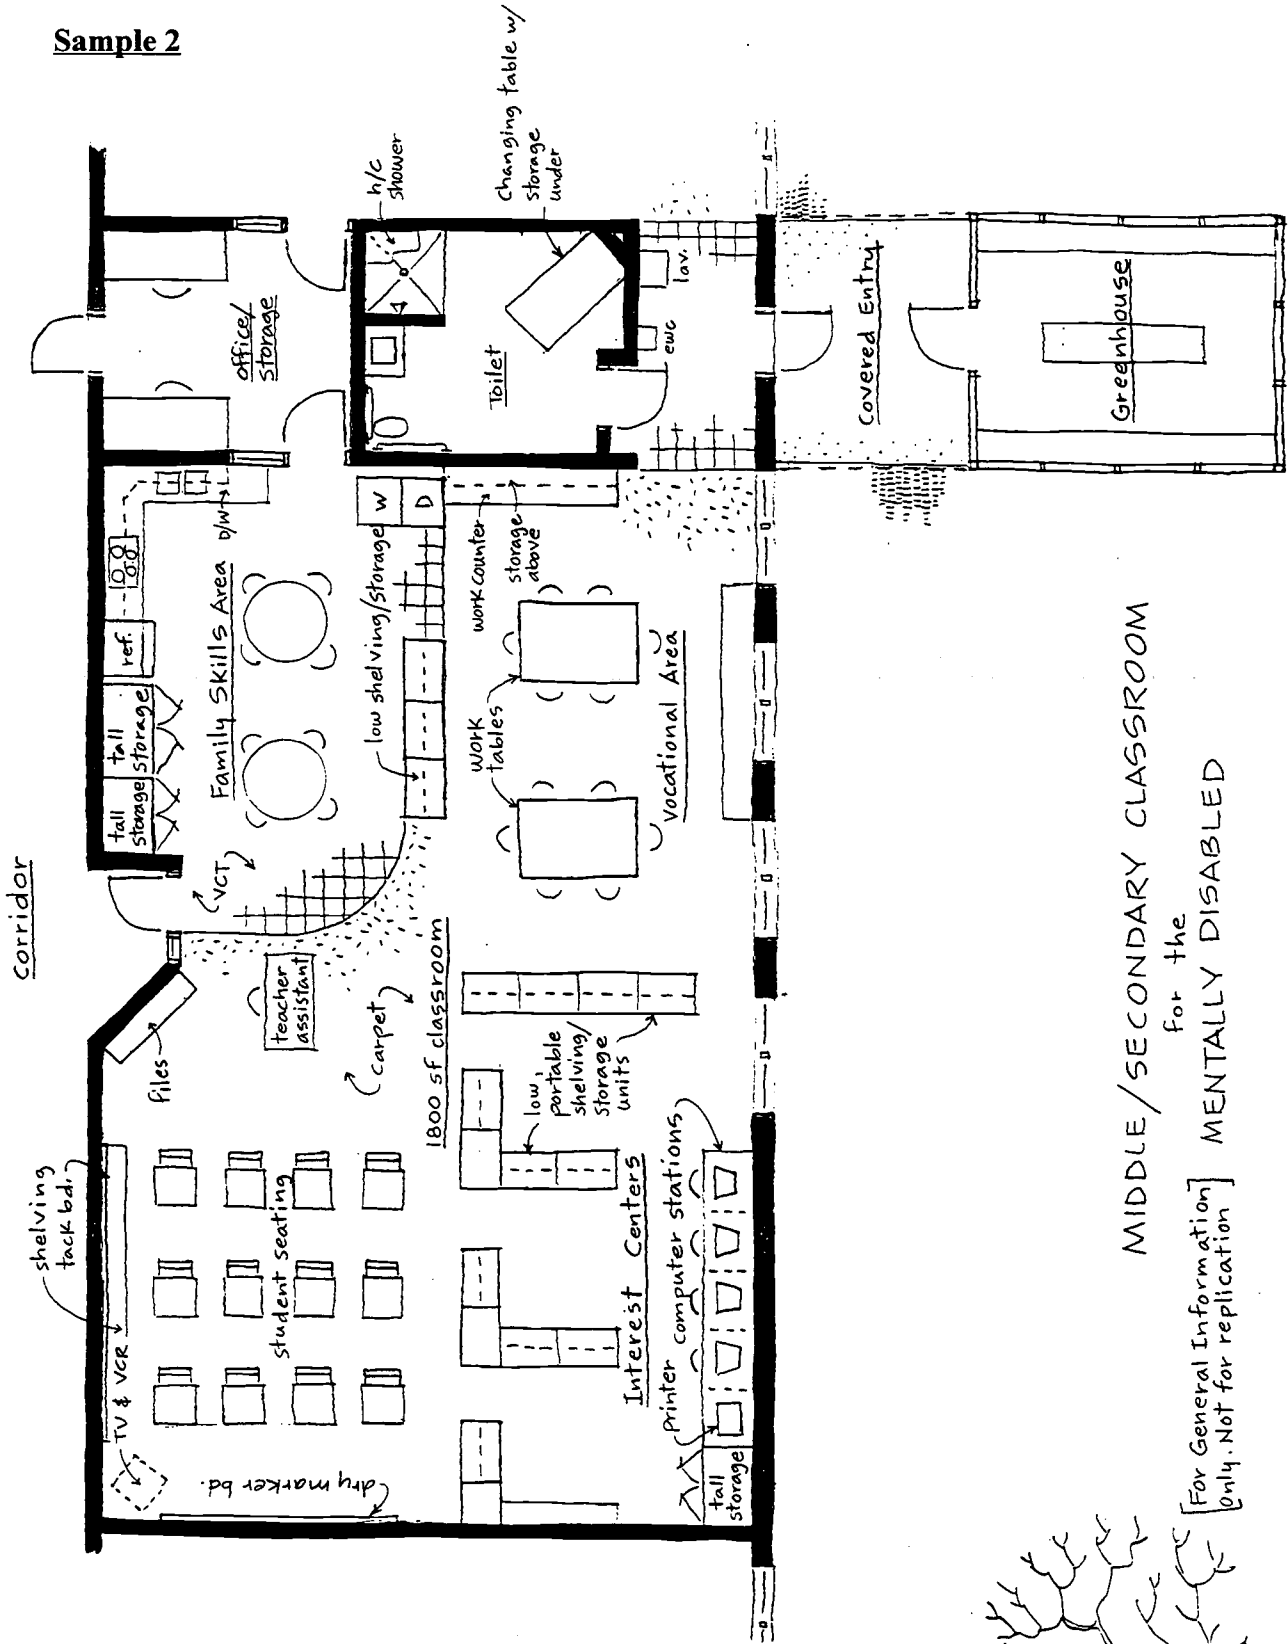 Sample 2
Corridor
shelving
tack bd.
TV & VCR
dry marker bd.
files
student seating
teacher
assistant
carpet
1800 sf classroom
VCT
tall
storage
tall
storage
ref.
Family Skills Area
D/W
low shelving/storage
W
D
office/
storage
h/c
shower
Toilet
changing table w/
storage
under
lav.
ewc
work counter
storage
above
work
tables
Vocational Area
low,
portable
shelving/
storage
units
Interest Centers
printer
computer stations
tall
storage
Covered Entry
Greenhouse
MIDDLE/SECONDARY CLASSROOM
for the
MENTALLY DISABLED
[For General Information
only. Not for replication]